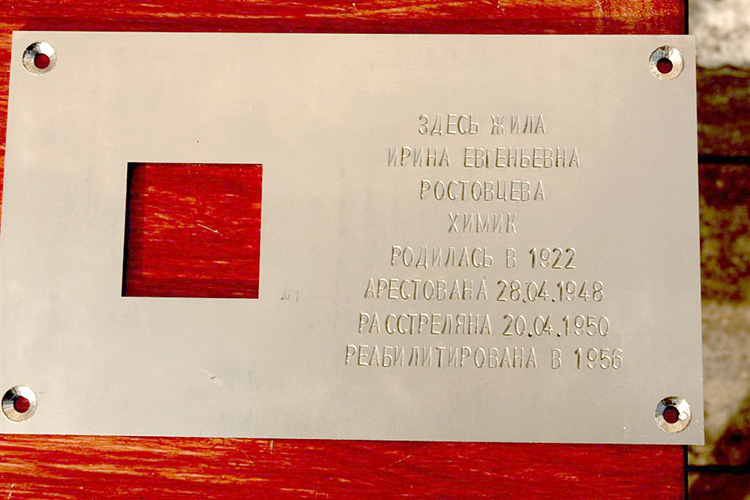 ЗДЕСЬ ЖИЛА
ИРИНА ЕВГЕНЬЕВНА
РОСТОВЦЕВА
ХИМИК
РОДИЛАСЬ В 1922
АРЕСТОВАНА 28.04.1948
РАССТРЕЛЯНА 20.04.1950
РЕАБИЛИТИРОВАНА В 1956